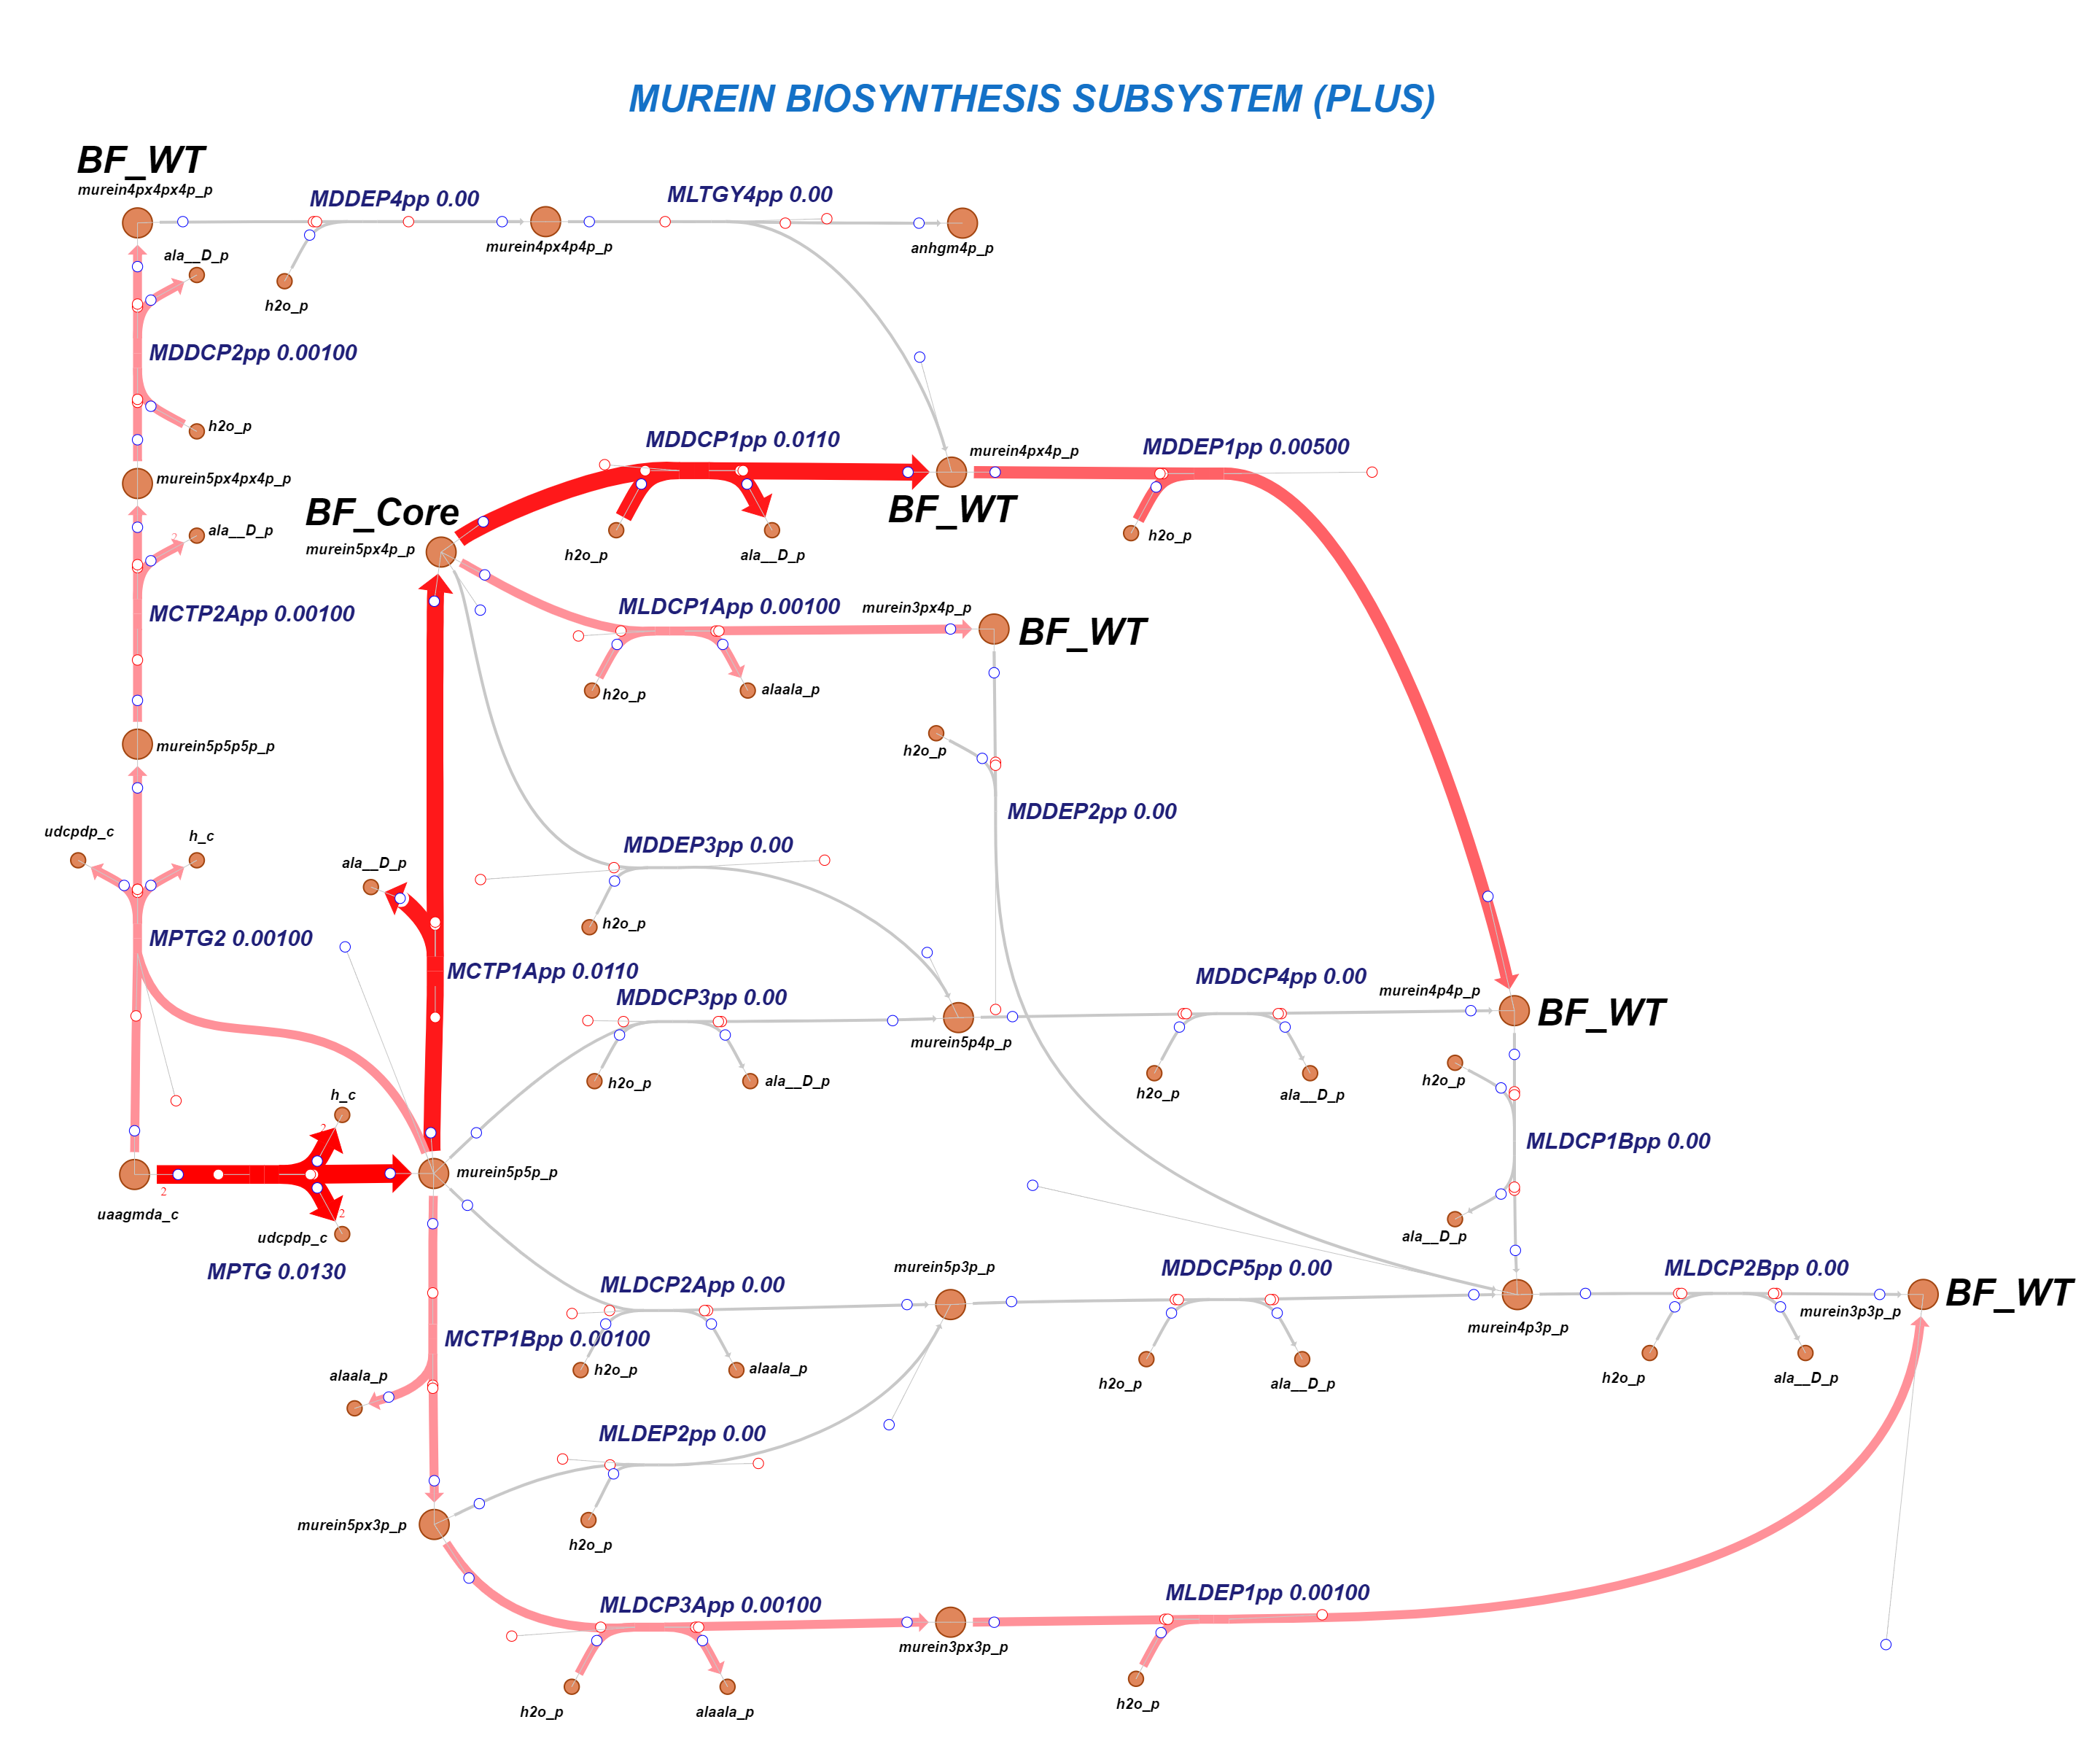 MUREIN BIOSYNTHESIS SUBSYSTEM (PLUS)
BF_WT
murein4px4px4p_p
MDDEP4pp 0.00
MLTGY4pp 0.00
murein4px4p4p_p
anhgm4p_p
ala__D_p
h2o_p
MDDCP2pp 0.00100
h2o_p
murein5px4px4p_p
2
ala__D_p
MCTP2App 0.00100
murein5p5p5p_p
udcpdp_c
h_c
MPTG2 0.00100
BF_Core
murein5px4p_p
MDDCP1pp 0.0110
h2o_p
ala__D_p
murein4px4p_p
BF_WT
MDDEP1pp 0.00500
h2o_p
MLDCP1App 0.00100
murein3px4p_p
BF_WT
h2o_p
alaala_p
h2o_p
MDDEP2pp 0.00
MDDEP3pp 0.00
h2o_p
ala__D_p
MCTP1App 0.0110
MDDCP3pp 0.00
h2o_p
ala__D_p
murein5p4p_p
MDDCP4pp 0.00
murein4p4p_p
BF_WT
h2o_p
ala__D_p
h2o_p
MLDCP1Bpp 0.00
ala__D_p
h_c
2
murein5p5p_p
2
uaagmda_c
2
udcpdp_c
MPTG 0.0130
MLDCP2App 0.00
murein5p3p_p
MDDCP5pp 0.00
MLDCP2Bpp 0.00
BF_WT
murein3p3p_p
murein4p3p_p
MCTP1Bpp 0.00100
h2o_p
alaala_p
h2o_p
ala__D_p
h2o_p
ala__D_p
alaala_p
MLDEP2pp 0.00
murein5px3p_p
h2o_p
MLDCP3App 0.00100
MLDEP1pp 0.00100
murein3px3p_p
h2o_p
alaala_p
h2o_p